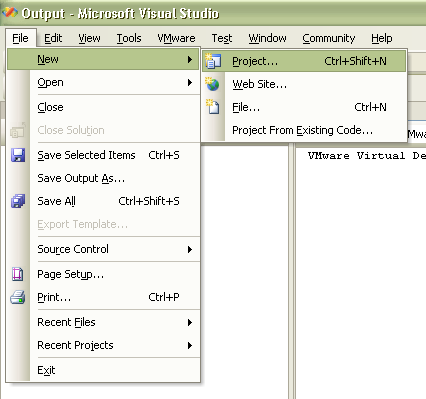 Output - Microsoft Visual Studio
File Edit View Tools VMware Test Window Community Help
New
Project... Ctrl+Shift+N
Open
Web Site...
Close
File... Ctrl+N
Close Solution
Project From Existing Code...
Save Selected Items Ctrl+S
VMware Virtual De
Save Output As...
Save All Ctrl+Shift+S
Export Template...
Source Control
Page Setup...
Print... Ctrl+P
Recent Files
Recent Projects
Exit